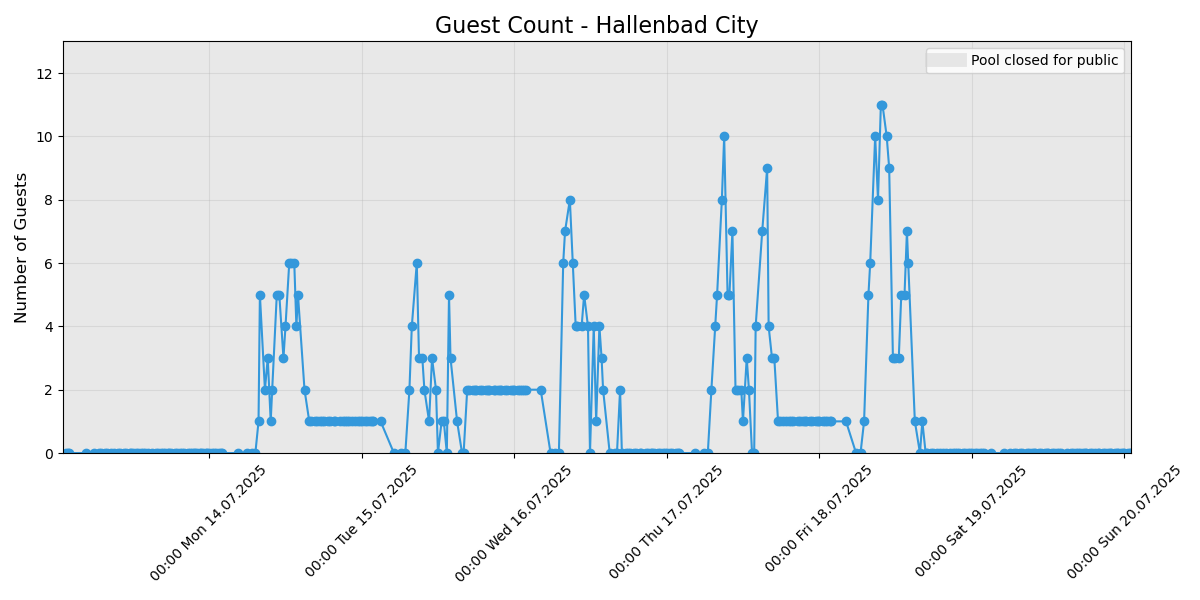 Guest Count - Hallenbad City
Pool closed for public
Number of Guests
12
10
8
6
4
2
0
00:00 Mon 14.07.2025
00:00 Tue 15.07.2025
00:00 Wed 16.07.2025
00:00 Thu 17.07.2025
00:00 Fri 18.07.2025
00:00 Sat 19.07.2025
00:00 Sun 20.07.2025